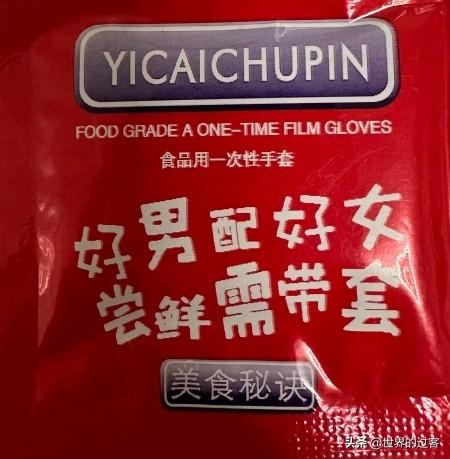 YICAICHUPIN
FOOD GRADE A ONE-TIME FILM GLOVES
食品用一次性手套
好男配好女
尝鲜需带套
美食秘诀
头条@世界的过客